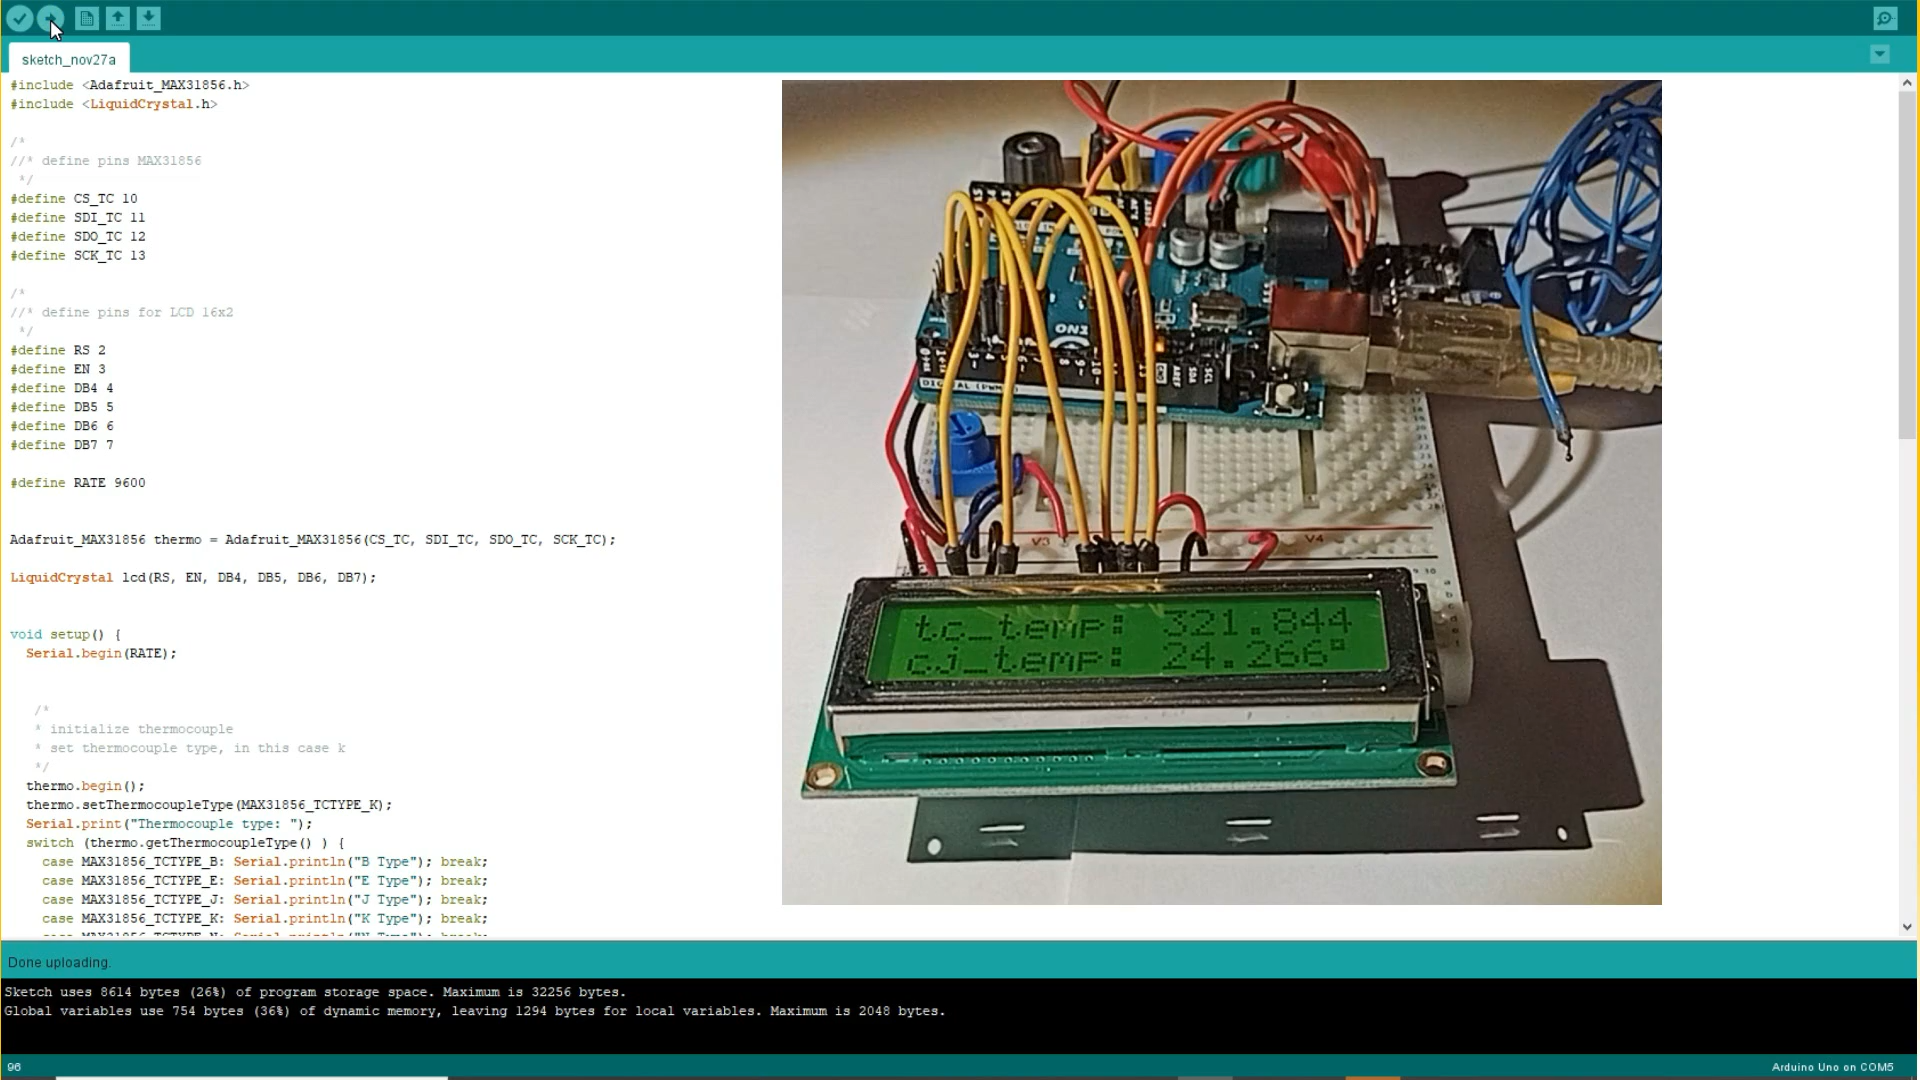 sketch_nov27a
#include <Adafruit_MAX31856.h>
#include <LiquidCrystal.h>
/*
//* define pins MAX31856
*/
#define CS_TC 10
#define SDI_TC 11
#define SDO_TC 12
#define SCK_TC 13
/*
//* define pins for LCD 16x2
*/
#define RS 2
#define EN 3
#define DB4 4
#define DB5 5
#define DB6 6
#define DB7 7
#define RATE 9600
Adafruit_MAX31856 thermo = Adafruit_MAX31856(CS_TC, SDI_TC, SDO_TC, SCK_TC);
LiquidCrystal lcd(RS, EN, DB4, DB5, DB6, DB7);
void setup() {
Serial.begin(RATE);
/*
* initialize thermocouple
* set thermocouple type, in this case k
*/
thermo.begin();
thermo.setThermocoupleType(MAX31856_TCTYPE_K);
Serial.print("Thermocouple type: ");
switch (thermo.getThermocoupleType() ) {
case MAX31856_TCTYPE_B: Serial.println("B Type"); break;
case MAX31856_TCTYPE_E: Serial.println("E Type"); break;
case MAX31856_TCTYPE_J: Serial.println("J Type"); break;
case MAX31856_TCTYPE_K: Serial.println("K Type"); break;
UNO
GND
AREF
SDA
SCL
V3
V4
tc_temp: 321.844
cj_temp: 24.266°
Done uploading.
Sketch uses 8614 bytes (26%) of program storage space. Maximum is 32256 bytes.
Global variables use 754 bytes (36%) of dynamic memory, leaving 1294 bytes for local variables. Maximum is 2048 bytes.
96
Arduino Uno on COM5